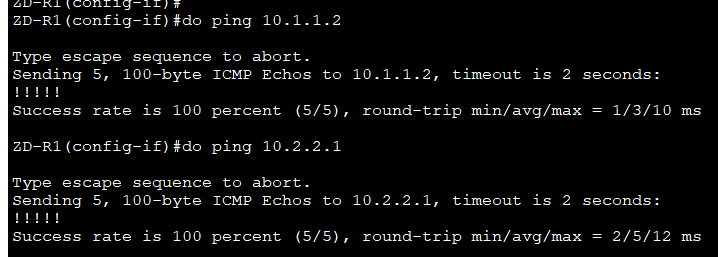 ZD-R1(config-if)#
ZD-R1(config-if)#do ping 10.1.1.2
Type escape sequence to abort.
Sending 5, 100-byte ICMP Echos to 10.1.1.2, timeout is 2 seconds:
!!!!!
Success rate is 100 percent (5/5), round-trip min/avg/max = 1/3/10 ms
ZD-R1(config-if)#do ping 10.2.2.1
Type escape sequence to abort.
Sending 5, 100-byte ICMP Echos to 10.2.2.1, timeout is 2 seconds:
!!!!!
Success rate is 100 percent (5/5), round-trip min/avg/max = 2/5/12 ms